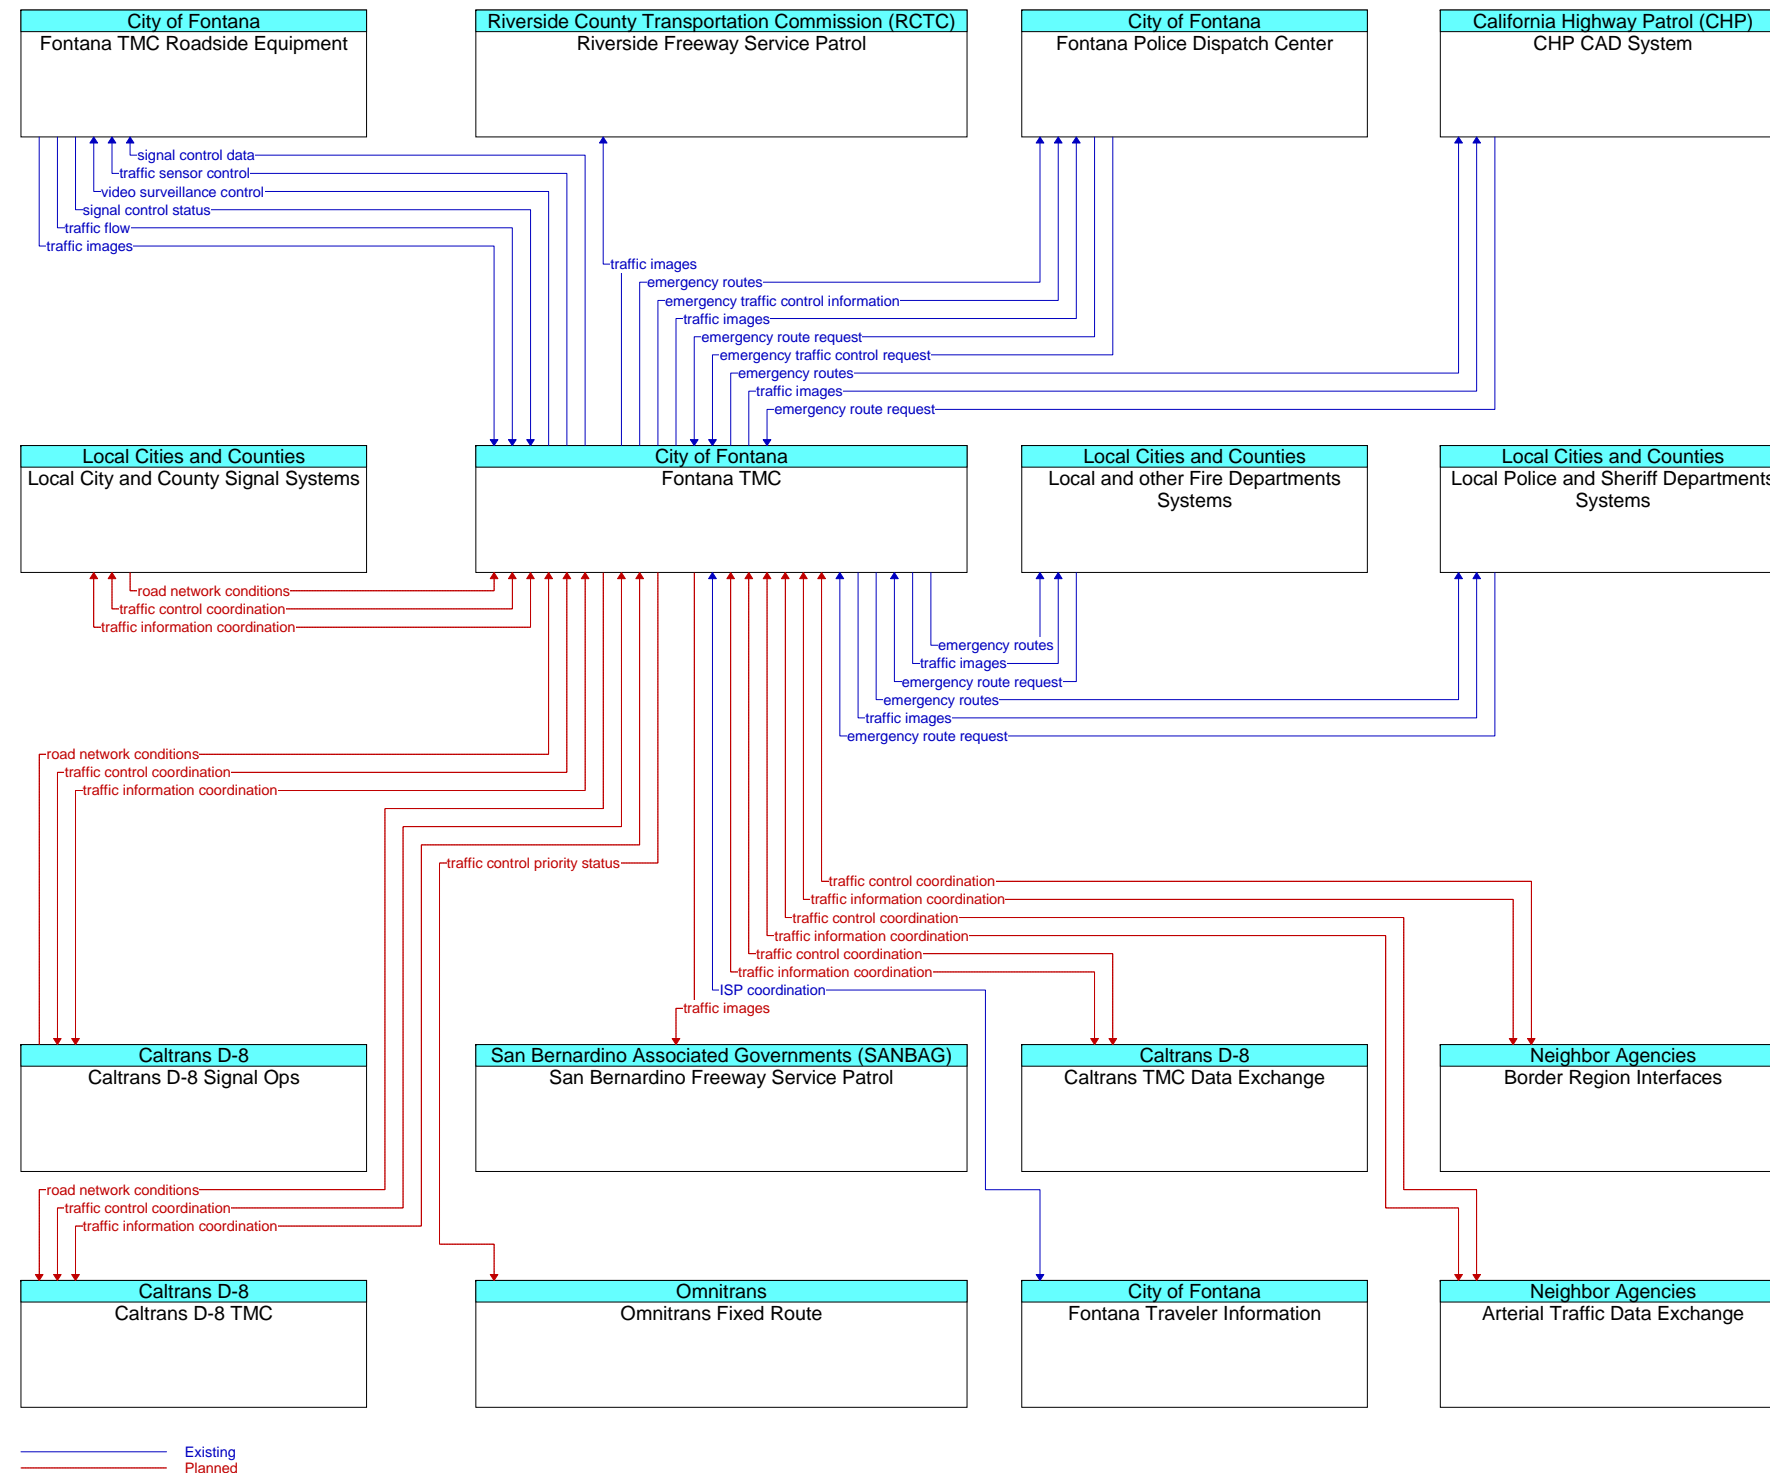 City of Fontana
Fontana TMC Roadside Equipment
Riverside County Transportation Commission (RCTC)
Riverside Freeway Service Patrol
City of Fontana
Fontana Police Dispatch Center
California Highway Patrol (CHP)
CHP CAD System
signal control data
traffic sensor control
video surveillance control
signal control status
traffic flow
traffic images
traffic images
emergency routes
emergency traffic control information
traffic images
emergency route request
emergency traffic control request
emergency routes
traffic images
emergency route request
Local Cities and Counties
Local City and County Signal Systems
City of Fontana
Fontana TMC
Local Cities and Counties
Local and other Fire Departments
Systems
Local Cities and Counties
Local Police and Sheriff Departments
Systems
road network conditions
traffic control coordination
traffic information coordination
emergency routes
traffic images
emergency route request
emergency routes
traffic images
emergency route request
road network conditions
traffic control coordination
traffic information coordination
traffic control priority status
traffic control coordination
traffic information coordination
traffic control coordination
traffic information coordination
traffic control coordination
traffic information coordination
ISP coordination
traffic images
Caltrans D-8
Caltrans D-8 Signal Ops
San Bernardino Associated Governments (SANBAG)
San Bernardino Freeway Service Patrol
Caltrans D-8
Caltrans TMC Data Exchange
Neighbor Agencies
Border Region Interfaces
road network conditions
traffic control coordination
traffic information coordination
Caltrans D-8
Caltrans D-8 TMC
Omnitrans
Omnitrans Fixed Route
City of Fontana
Fontana Traveler Information
Neighbor Agencies
Arterial Traffic Data Exchange
Existing
Planned